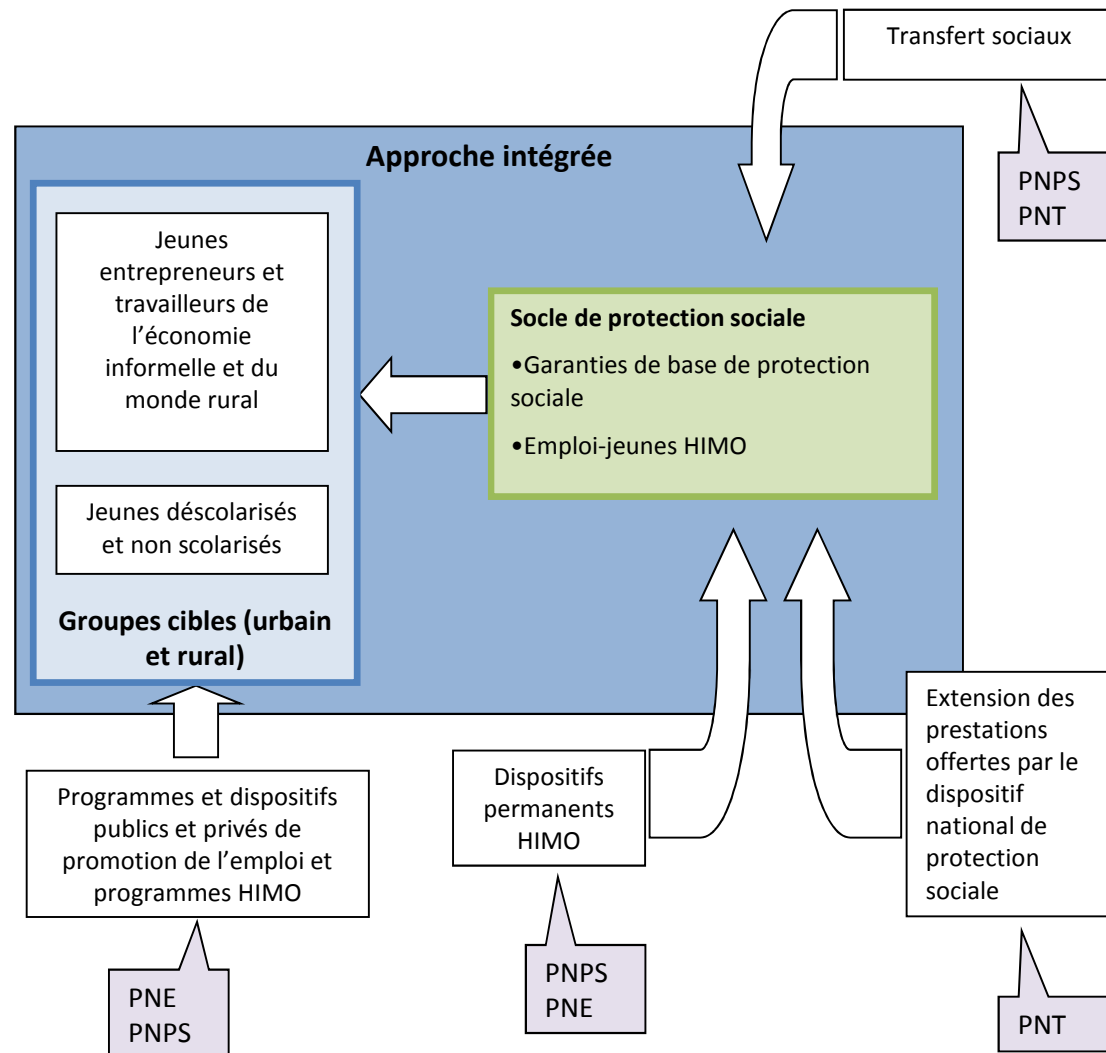 Transfert sociaux
PNPS
PNT
Approche intégrée
Jeunes
entrepreneurs et
travailleurs de
l’économie
informelle et du
monde rural
Jeunes déscolarisés
et non scolarisés
Groupes cibles (urbain
et rural)
Socle de protection sociale
•Garanties de base de protection
sociale
•Emploi-jeunes HIMO
Programmes et dispositifs
publics et privés de
promotion de l’emploi et
programmes HIMO
PNE
PNPS
Dispositifs
permanents
HIMO
PNPS
PNE
Extension des
prestations
offertes par le
dispositif
national de
protection
sociale
PNT